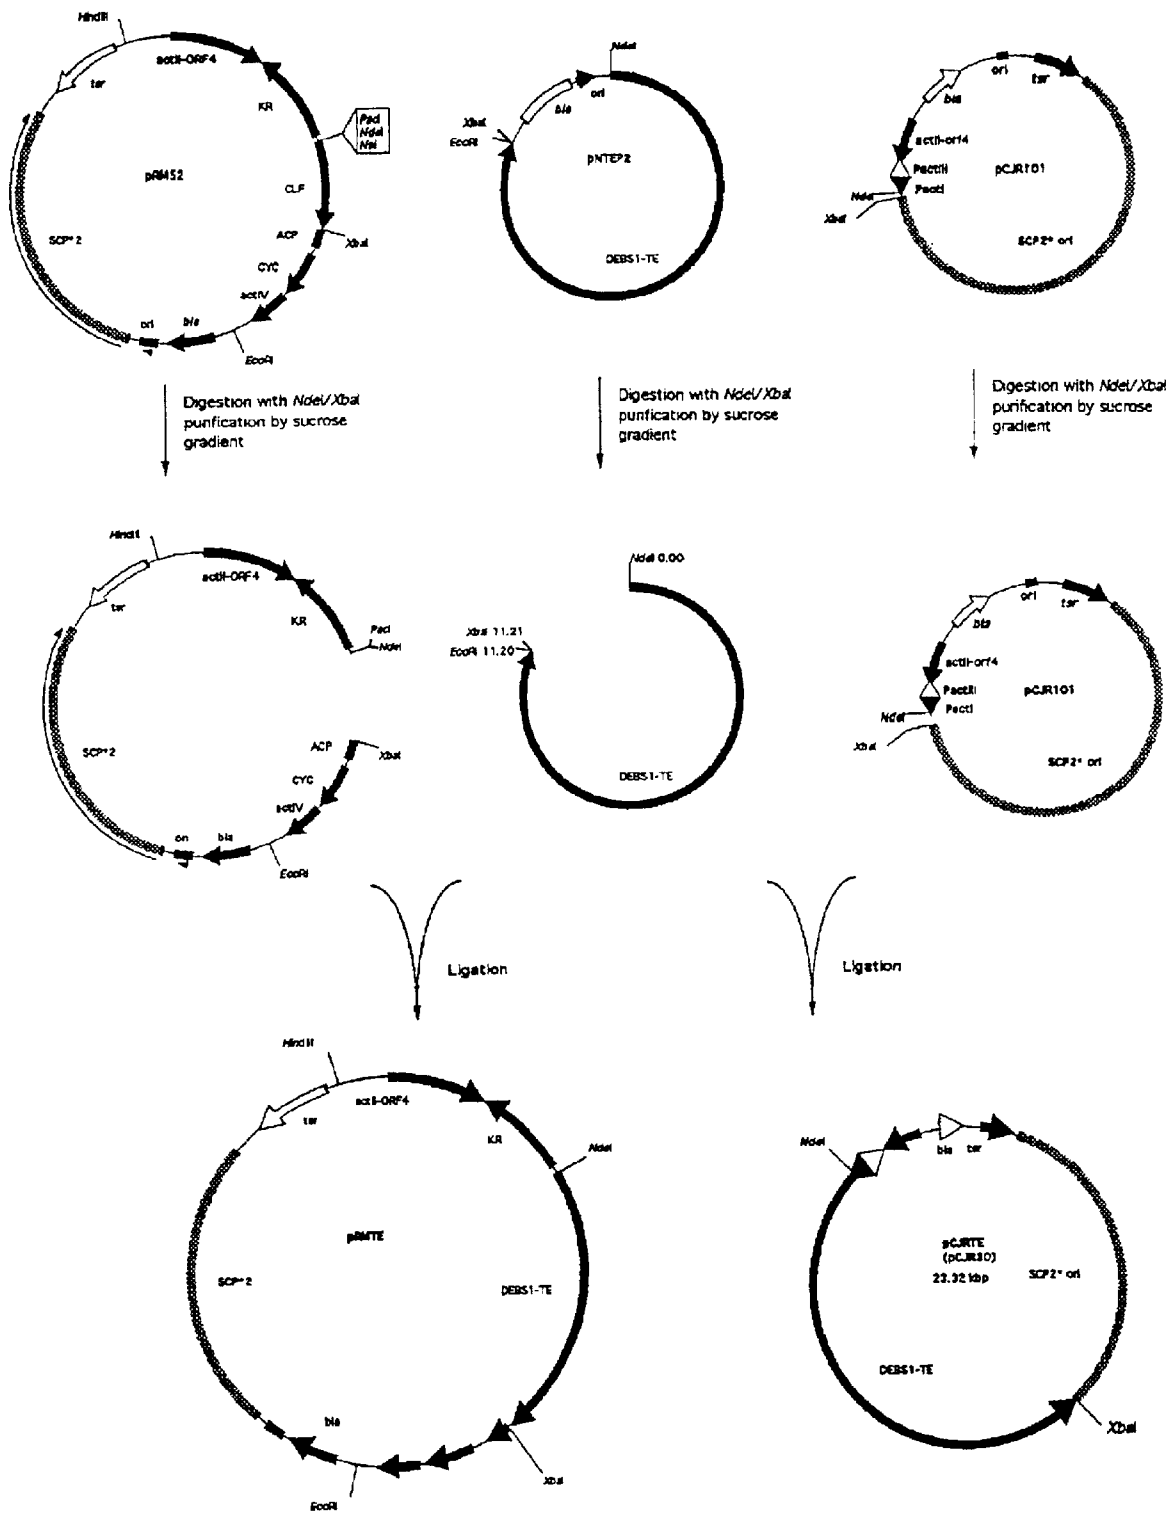 HindIII
actII-ORF4
tsr
KR
PacI
NdeI
NsiI
pRM52
CLF
SCP*2
ACP
XbaI
CYC
actIV
ori
bla
EcoRI
NdeI
ori
bla
XbaI
EcoRI
pNTEP2
DEBS1-TE
ori
tsr
bla
actII-orf4
PactIII
PactI
pCJR101
NdeI
XbaI
SCP2* ori
Digestion with NdeI/XbaI
purification by sucrose
gradient
Digestion with NdeI/XbaI
purification by sucrose
gradient
Digestion with NdeI/XbaI
purification by sucrose
gradient
HindIII
actII-ORF4
tsr
KR
PacI
NdeI
SCP*2
ACP
XbaI
CYC
actIV
ori
bla
EcoRI
NdeI 0.00
XbaI 11.21
EcoRI 11.20
DEBS1-TE
ori
tsr
bla
actII-orf4
PactIII
PactI
pCJR101
NdeI
XbaI
SCP2* ori
Ligation
Ligation
HindIII
actII-ORF4
tsr
KR
NdeI
pRMTE
SCP*2
DEBS1-TE
bla
XbaI
EcoRI
NdeI
bla
tsr
pCJRTE
(pCJR30)
23.32 kbp
SCP2* ori
DEBS1-TE
XbaI